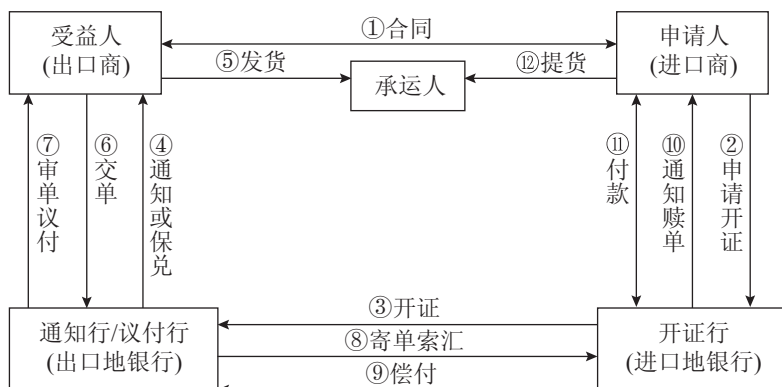 受益人
(出口商)
①合同
申请人
(进口商)
⑤发货
⑫提货
承运人
⑦审单议付
⑥交单
④通知或保兑
⑪付款
⑩通知赎单
②申请开证
通知行/议付行
(出口地银行)
③开证
⑧寄单索汇
⑨偿付
开证行
(进口地银行)